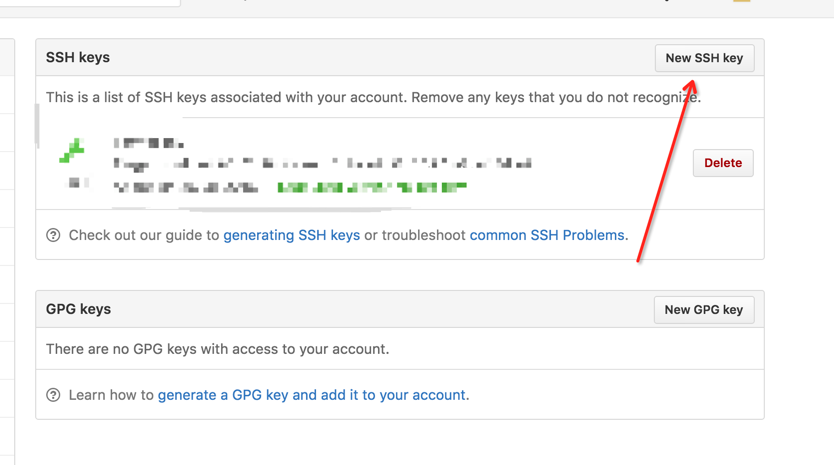 SSH keys
New SSH key
This is a list of SSH keys associated with your account. Remove any keys that you do not recognize.
Delete
Check out our guide to generating SSH keys or troubleshoot common SSH Problems.
GPG keys
New GPG key
There are no GPG keys with access to your account.
Learn how to generate a GPG key and add it to your account.